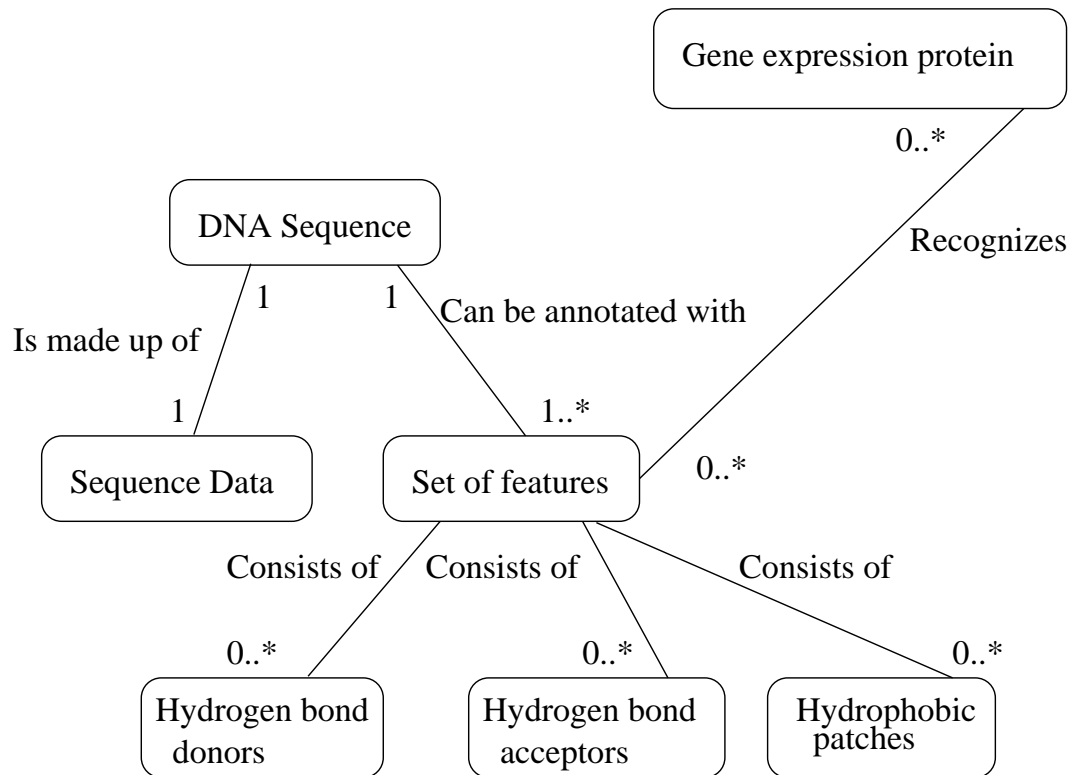 Gene expression protein
0..*
DNA Sequence
Recognizes
1
1
Can be annotated with
Is made up of
1
1..*
Sequence Data
Set of features
0..*
Consists of
Consists of
Consists of
0..*
0..*
0..*
Hydrogen bond
donors
Hydrogen bond
acceptors
Hydrophobic
patches